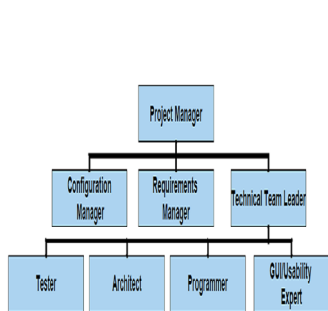 Project Manager
Configuration
Manager
Requirements
Manager
Technical Team Leader
Tester
Architect
Programmer
GUI/Usability
Expert